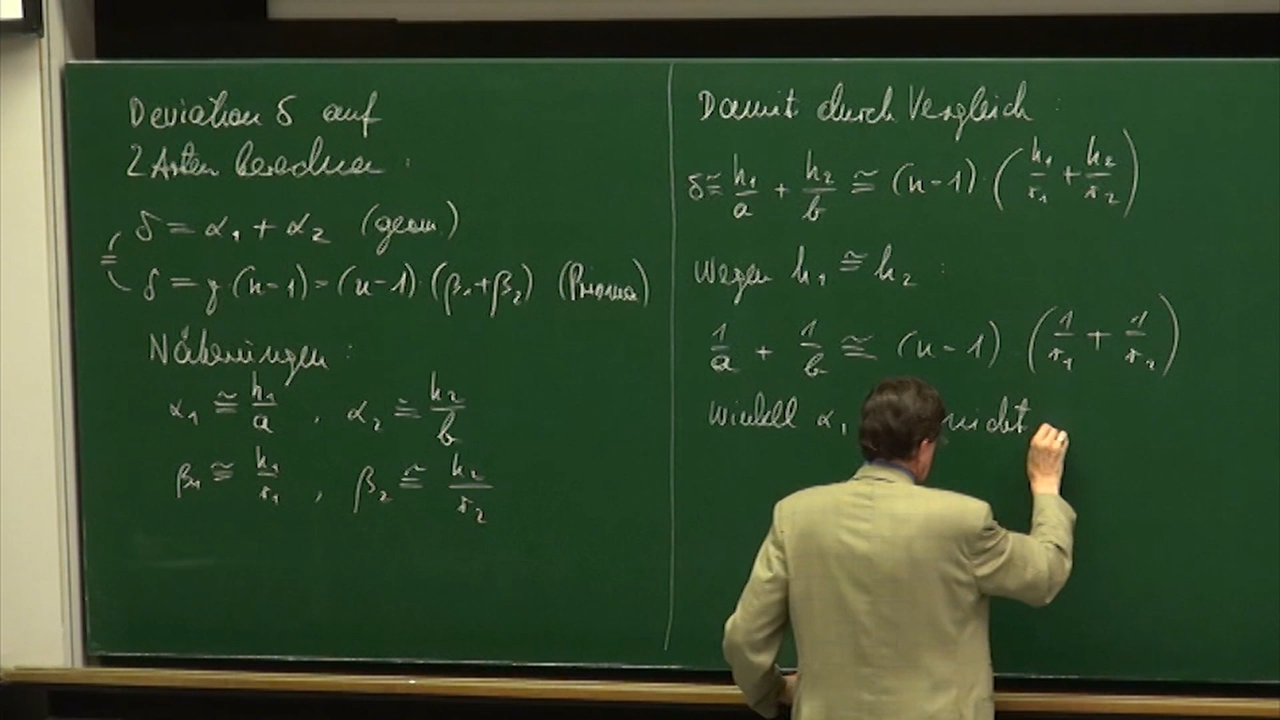 Deviation δ auf
2 Arten berechnen :
δ = α₁ + α₂ (geom)
=
δ = γ (n-1) = (n-1) (β₁+β₂) (Prisma)
Näherungen :
α₁ ≅ h₁/a , α₂ ≅ h₂/b
β₁ ≅ h₁/r₁ , β₂ ≅ h₂/r₂
Damit durch Vergleich :
δ ≅ h₁/a + h₂/b ≅ (n-1) · (h₁/r₁ + h₂/r₂)
Wegen h₁ ≅ h₂ :
1/a + 1/b ≅ (n-1) (1/r₁ + 1/r₂)
Winkel α₁ nicht